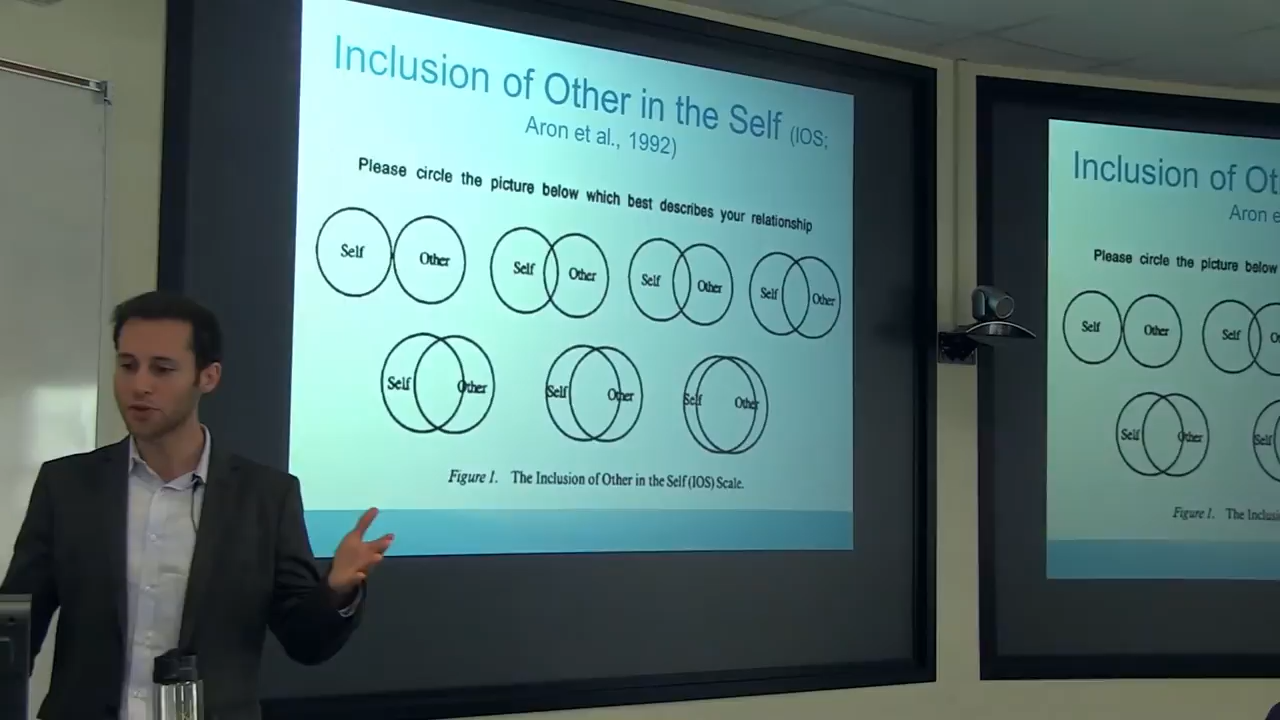 Inclusion of Other in the Self (IOS;
Aron et al., 1992)
Please circle the picture below which best describes your relationship
Self Other Self Other Self Other Self Other
Self Other Self Other Self Other
Figure 1. The Inclusion of Other in the Self (IOS) Scale.
Inclusion of Ot
Aron e
Please circle the picture below
Self Other Self O
Self Other Self
Figure 1. The Inclusi